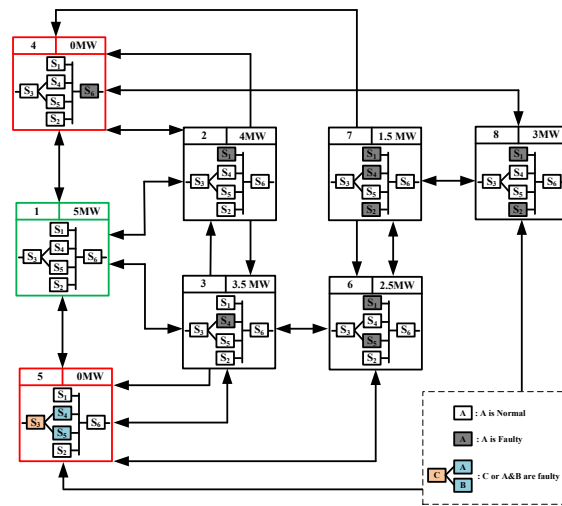 4 0MW
S1
S4
S3 S6
S5
S2
2 4MW
S1
S4
S3 S6
S5
S2
7 1.5 MW
S1
S4
S3 S6
S5
S2
8 3MW
S1
S4
S3 S6
S5
S2
1 5MW
S1
S4
S3 S6
S5
S2
3 3.5 MW
S1
S4
S3 S6
S5
S2
6 2.5MW
S1
S4
S3 S6
S5
S2
5 0MW
S1
S4
S3 S6
S5
S2
A : A is Normal
A : A is Faulty
A
C : C or A&B are faulty
B